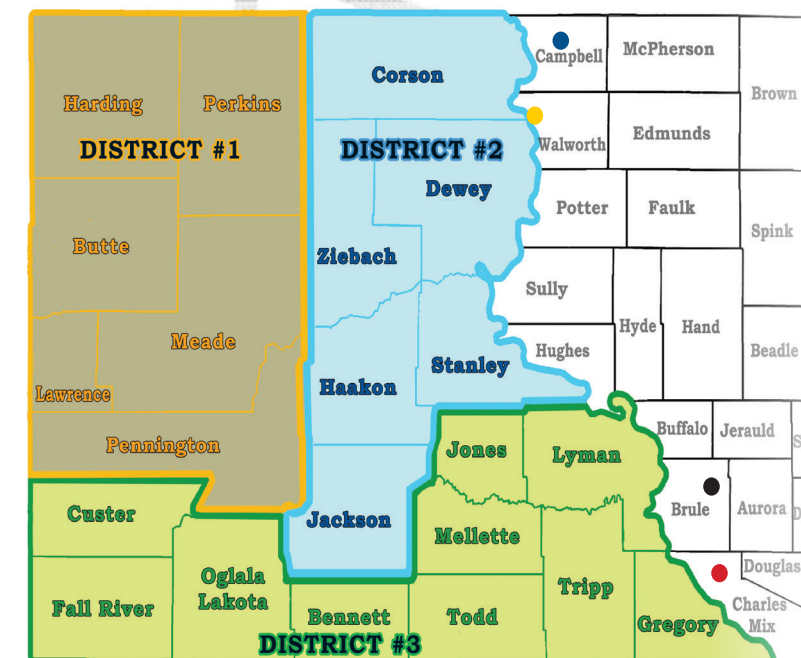 Corson
Campbell
McPherson
Harding
Perkins
Brown
DISTRICT #1
DISTRICT #2
Walworth
Edmunds
Dewey
Potter
Faulk
Butte
Ziebach
Spink
Sully
Meade
Hyde
Hand
Hughes
Beadle
Stanley
Lawrence
Haakon
Pennington
Jones
Lyman
Buffalo
Jerauld
S
Custer
Jackson
Brule
Aurora
D
Mellette
Douglas
Oglala
Lakota
Fall River
Bennett
Todd
Tripp
Charles
Mix
Gregory
DISTRICT #3